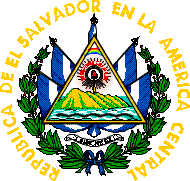 REPUBLICA DE EL SALVADOR EN LA AMERICA CENTRAL